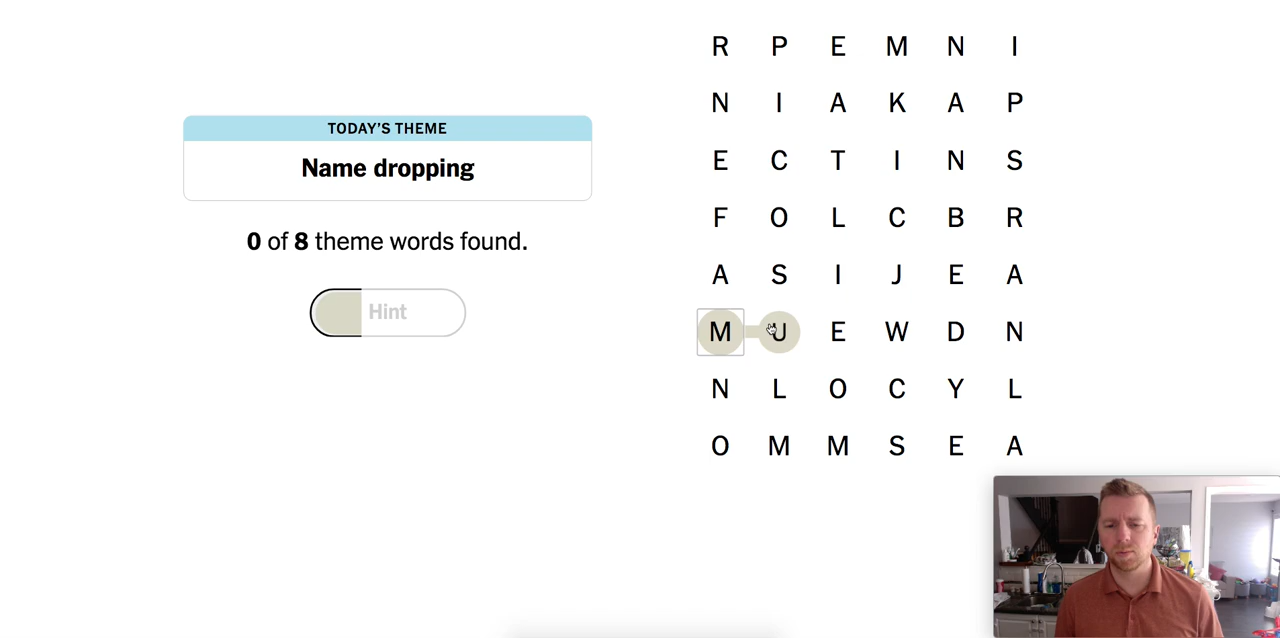 TODAY'S THEME
Name dropping
0 of 8 theme words found.
Hint
R P E M N I
N I A K A P
E C T I N S
F O L C B R
A S I J E A
M U E W D N
N L O C Y L
O M M S E A